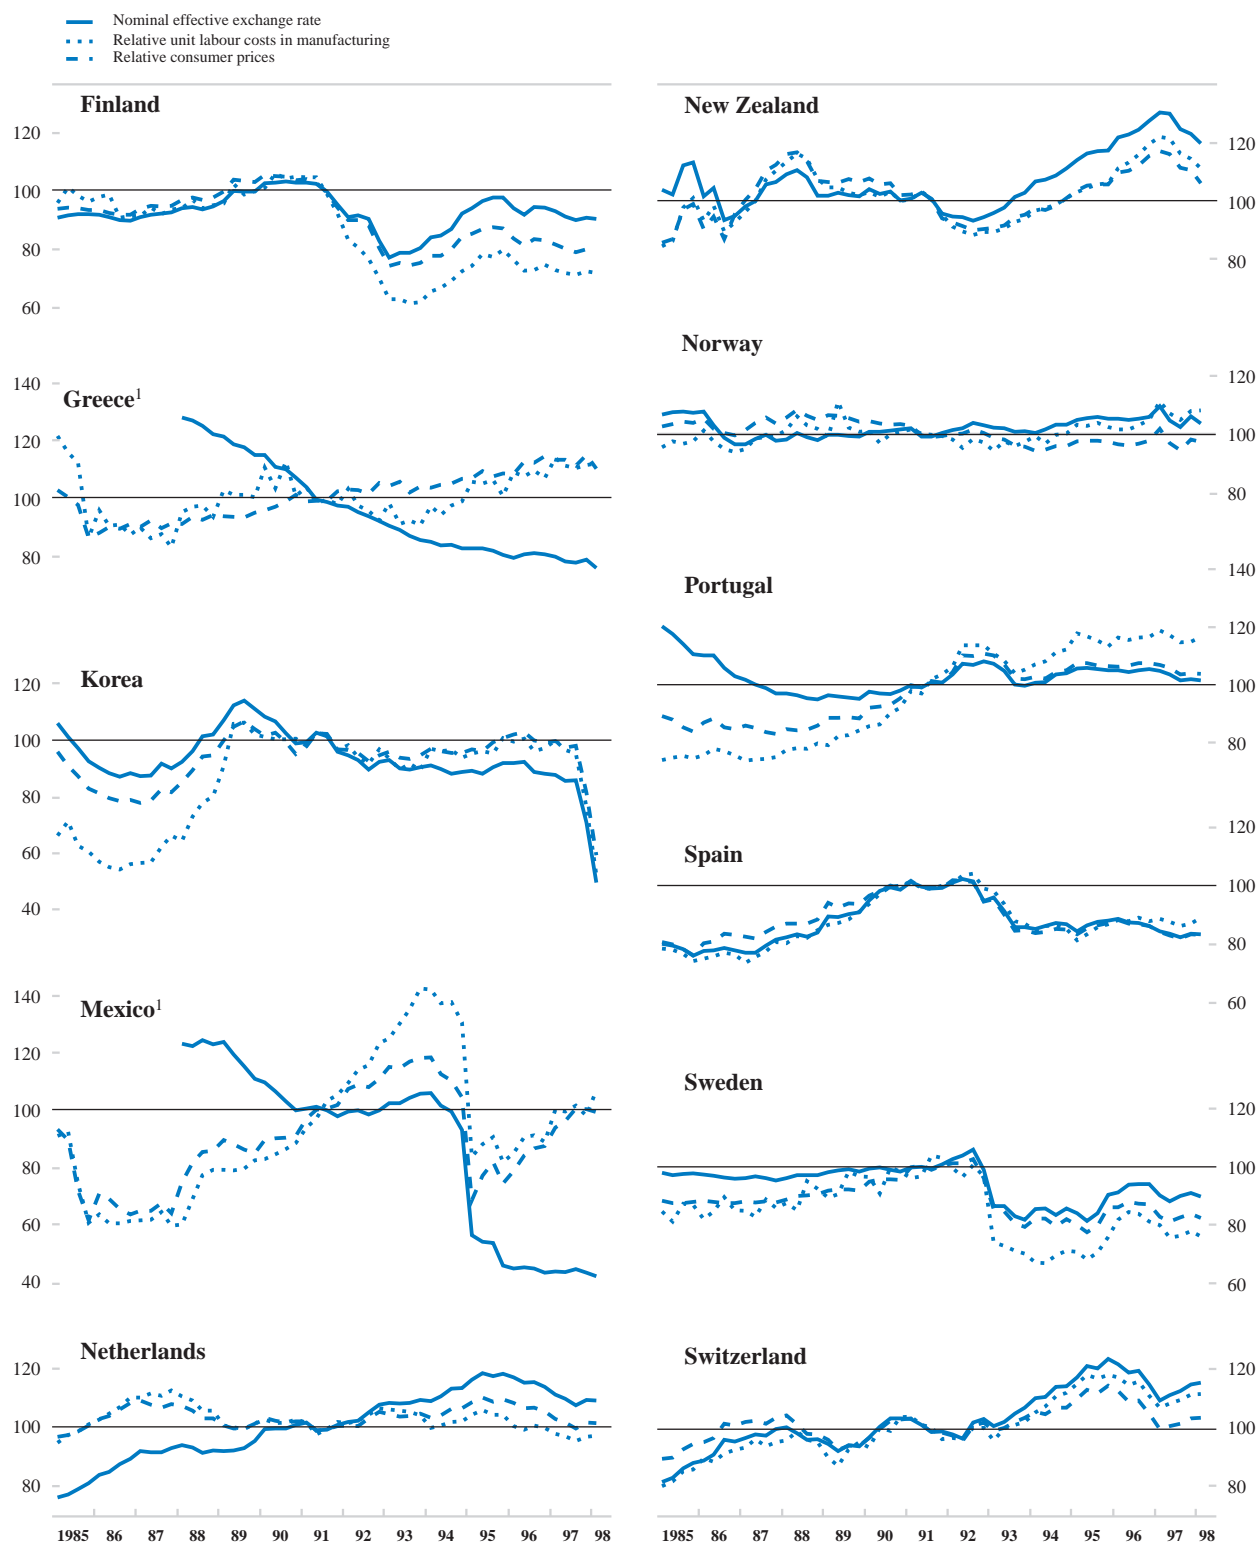 Nominal effective exchange rate
Relative unit labour costs in manufacturing
Relative consumer prices
Finland
120
100
80
60
Greece1
140
120
100
80
Korea
120
100
80
60
40
Mexico1
140
120
100
80
60
40
Netherlands
120
100
80
1985 86 87 88 89 90 91 92 93 94 95 96 97 98
New Zealand
120
100
80
Norway
120
100
80
Portugal
140
120
100
80
Spain
120
100
80
60
Sweden
120
100
80
60
Switzerland
120
100
80
1985 86 87 88 89 90 91 92 93 94 95 96 97 98